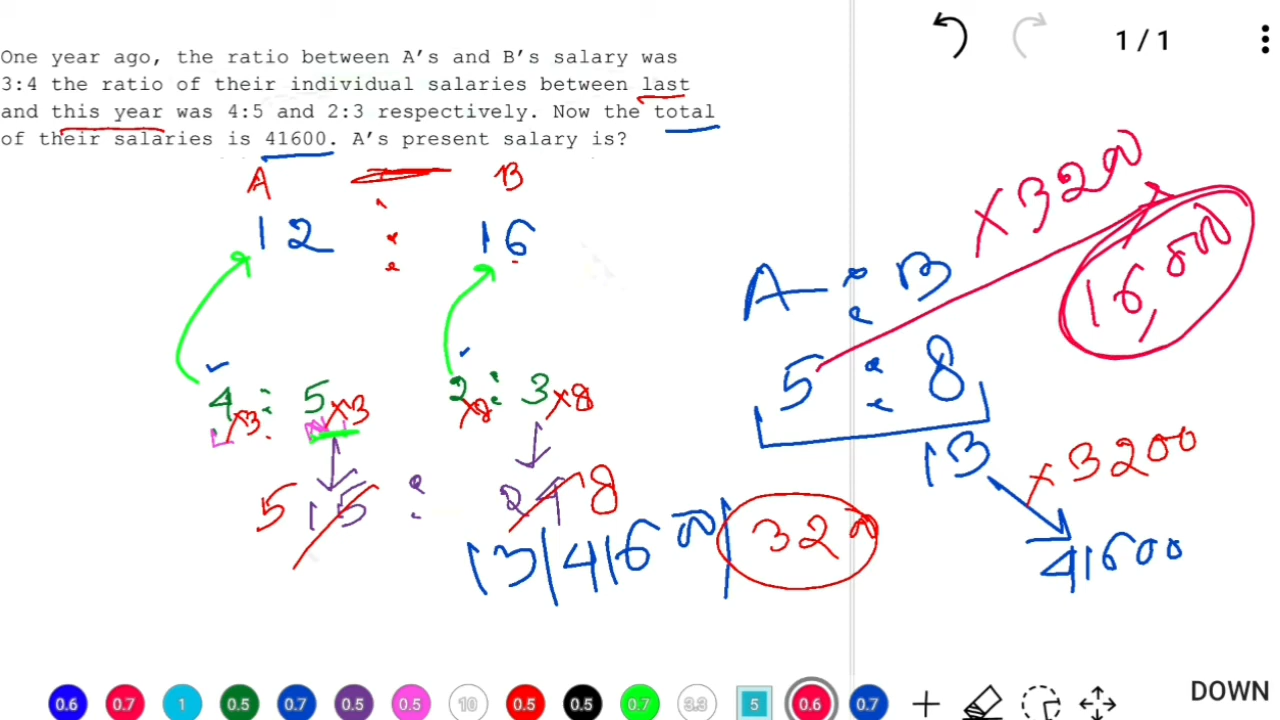 One year ago, the ratio between A's and B's salary was
3:4 the ratio of their individual salaries between last
and this year was 4:5 and 2:3 respectively. Now the total
of their salaries is 41600. A's present salary is?
1/1
A : B
12 : 16
×3200
16,000
A : B
5 : 8
4 : 5 2 : 3
×3 ×3 ×8 ×8
13
×3200
5 15 : 24 8
13|41600|3200
41600
0.6 0.7 1 0.5 0.7 0.5 0.5 10 0.5 0.5 0.7 3.3 5 0.6 0.7
DOWN